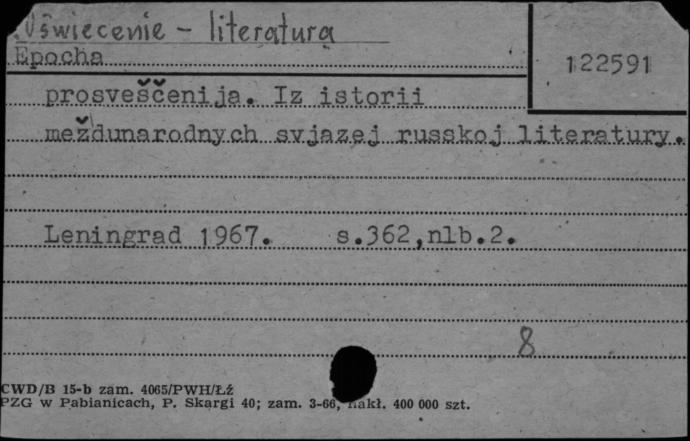 Oświecenie - literatura
Epocha
122591
prosveščenija. Iz istorii
meždunarodnych svjazej russkoj literatury.
Leningrad 1967. s.362,nlb.2.
8
CWD/B 15-b zam. 4065/PWH/Łź
PZG w Pabianicach, P. Skargi 40; zam. 3-66, nakł. 400 000 szt.